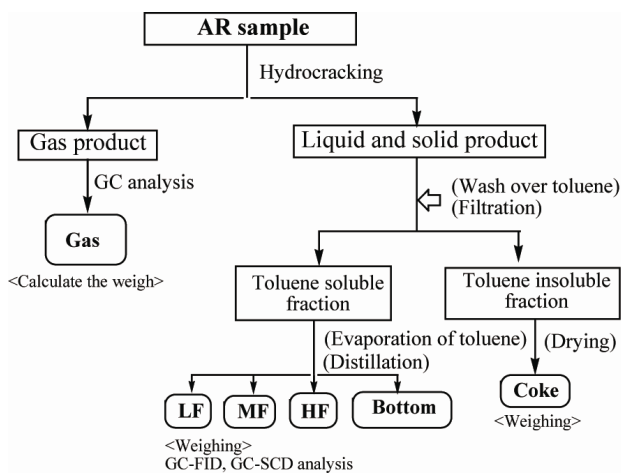 AR sample
Hydrocracking
Gas product
Liquid and solid product
GC analysis
(Wash over toluene)
(Filtration)
Gas
<Calculate the weigh>
Toluene soluble
fraction
Toluene insoluble
fraction
(Evaporation of toluene)
(Distillation)
(Drying)
LF
MF
HF
Bottom
Coke
<Weighing>
<Weighing>
GC-FID, GC-SCD analysis